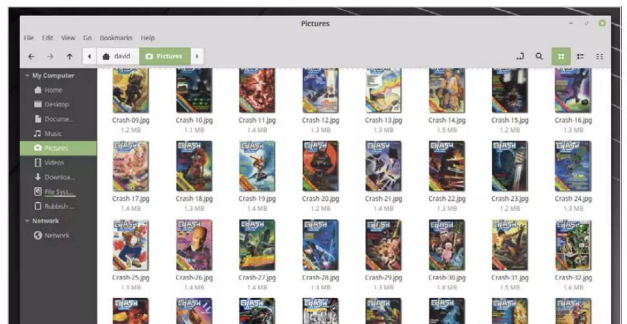 Pictures
File Edit View Go Bookmarks Help
david Pictures
My Computer
Home
Desktop
Docume...
Music
Pictures
Videos
Downloa...
File Sys...
Rubbish ...
Network
Network
Crash-09.jpg Crash-10.jpg Crash-11.jpg Crash-12.jpg Crash-13.jpg Crash-14.jpg Crash-15.jpg Crash-16.jpg
1.2 MB 1.1 MB 1.4 MB 1.3 MB 1.3 MB 1.5 MB 1.2 MB 1.3 MB
Crash-17.jpg Crash-18.jpg Crash-19.jpg Crash-20.jpg Crash-21.jpg Crash-22.jpg Crash-23.jpg Crash-24.jpg
1.4 MB 1.3 MB 1.4 MB 1.2 MB 1.4 MB 1.3 MB 1.2 MB 1.3 MB
Crash-25.jpg Crash-26.jpg Crash-27.jpg Crash-28.jpg Crash-29.jpg Crash-30.jpg Crash-31.jpg Crash-32.jpg
1.3 MB 1.4 MB 1.4 MB 1.3 MB 1.3 MB 1.8 MB 1.5 MB 1.6 MB